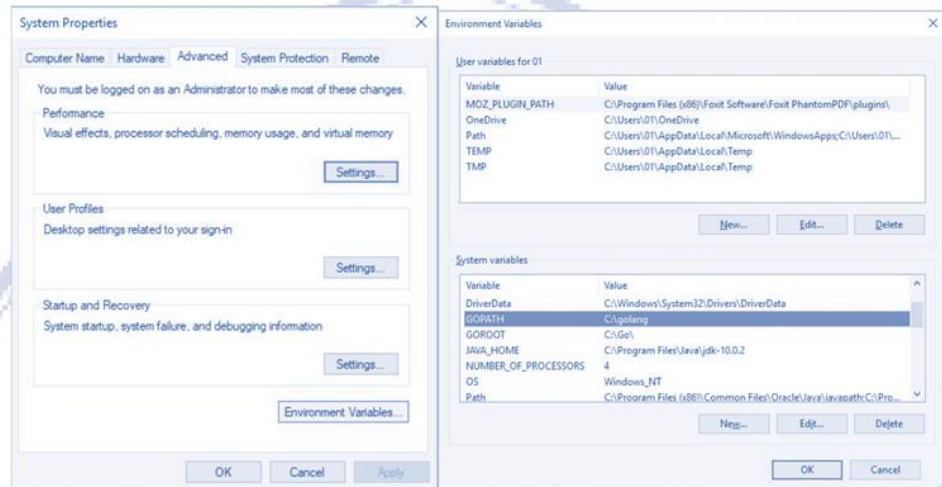 System Properties
Computer Name Hardware Advanced System Protection Remote
You must be logged on as an Administrator to make most of these changes.
Performance
Visual effects, processor scheduling, memory usage, and virtual memory
Settings...
User Profiles
Desktop settings related to your sign-in
Settings...
Startup and Recovery
System startup, system failure, and debugging information
Settings...
Environment Variables...
OK Cancel Apply
Environment Variables
User variables for 01
Variable Value
MOZ_PLUGIN_PATH C:\Program Files (x86)\Foxit Software\Foxit PhantomPDF\plugins\
OneDrive C:\Users\01\OneDrive
Path C:\Users\01\AppData\Local\Microsoft\WindowsApps;C:\Users\01\...
TEMP C:\Users\01\AppData\Local\Temp
TMP C:\Users\01\AppData\Local\Temp
New... Edit... Delete
System variables
Variable Value
DriverData C:\Windows\System32\Drivers\DriverData
GOPATH C:\golang
GOROOT C:\Go\
JAVA_HOME C:\Program Files\Java\jdk-10.0.2
NUMBER_OF_PROCESSORS 4
OS Windows_NT
Path C:\Program Files (x86)\Common Files\Oracle\Java\javapath;C:\Pro...
New... Edit... Delete
OK Cancel